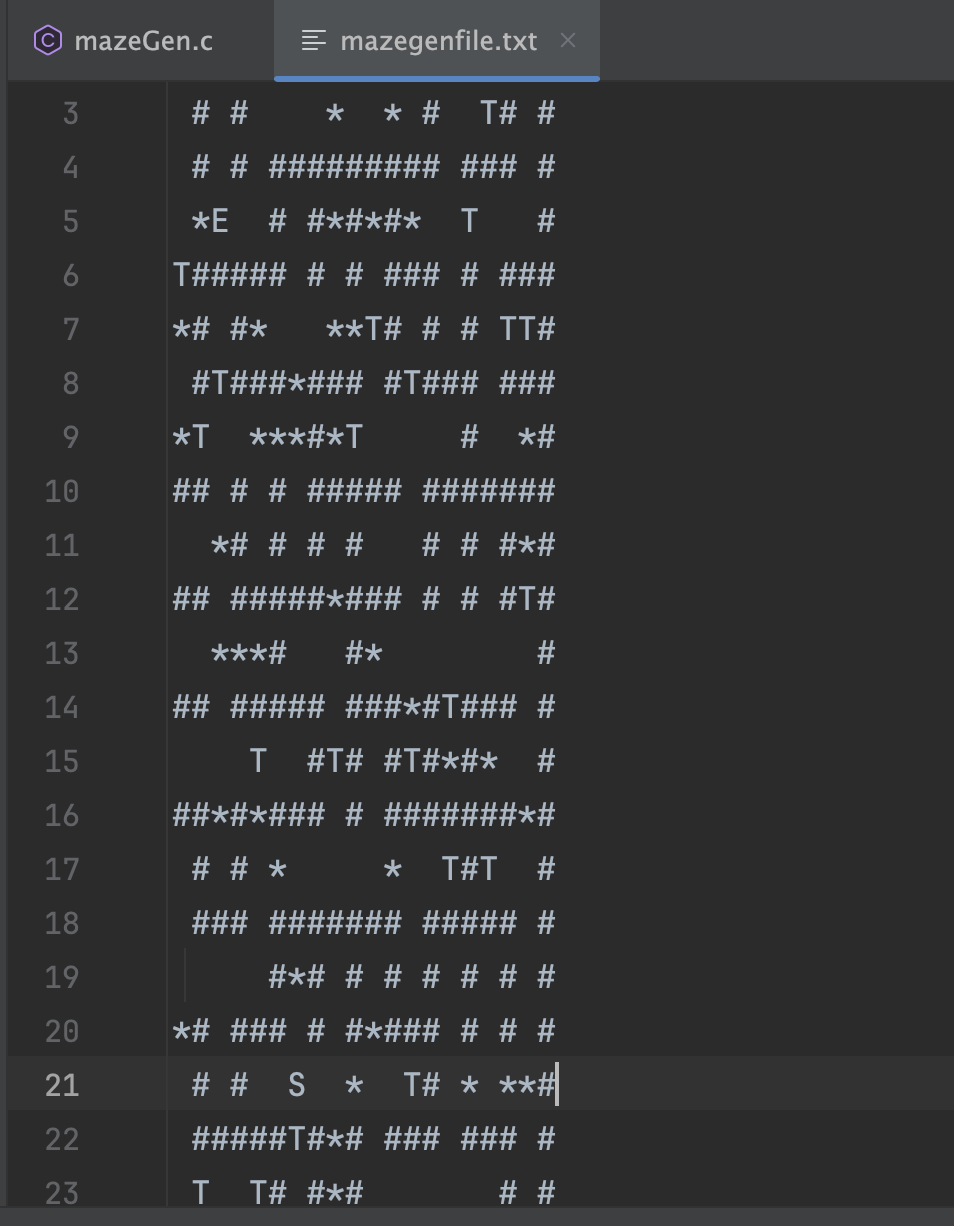 mazeGen.c mazegenfile.txt ×
3  # #    *  * #  T# #
4  # # ######### ### #
5  *E  # #*#*#*  T   #
6 T##### # # ### # ###
7 *# #*   **T# # # TT#
8  #T###*### #T### ###
9 *T  ***#*T     #  *#
10 ## # # ##### #######
11   *# # # #   # # #*#
12 ## #####*### # # #T#
13   ***#   #*        #
14 ## ##### ###*#T### #
15     T  #T# #T#*#*  #
16 ##*#*### # #######*#
17  # # *     *  T#T  #
18  ### ####### ##### #
19      #*# # # # # # #
20 *# ### # #*### # # #
21  # #  S  *  T# * **#
22  #####T#*# ### ### #
23  T  T# #*#       # #